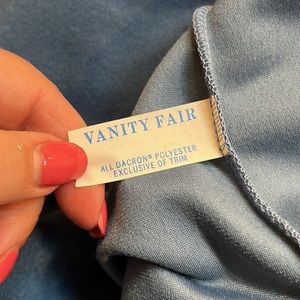 VANITY FAIR
ALL DACRON® POLYESTER
EXCLUSIVE OF TRIM